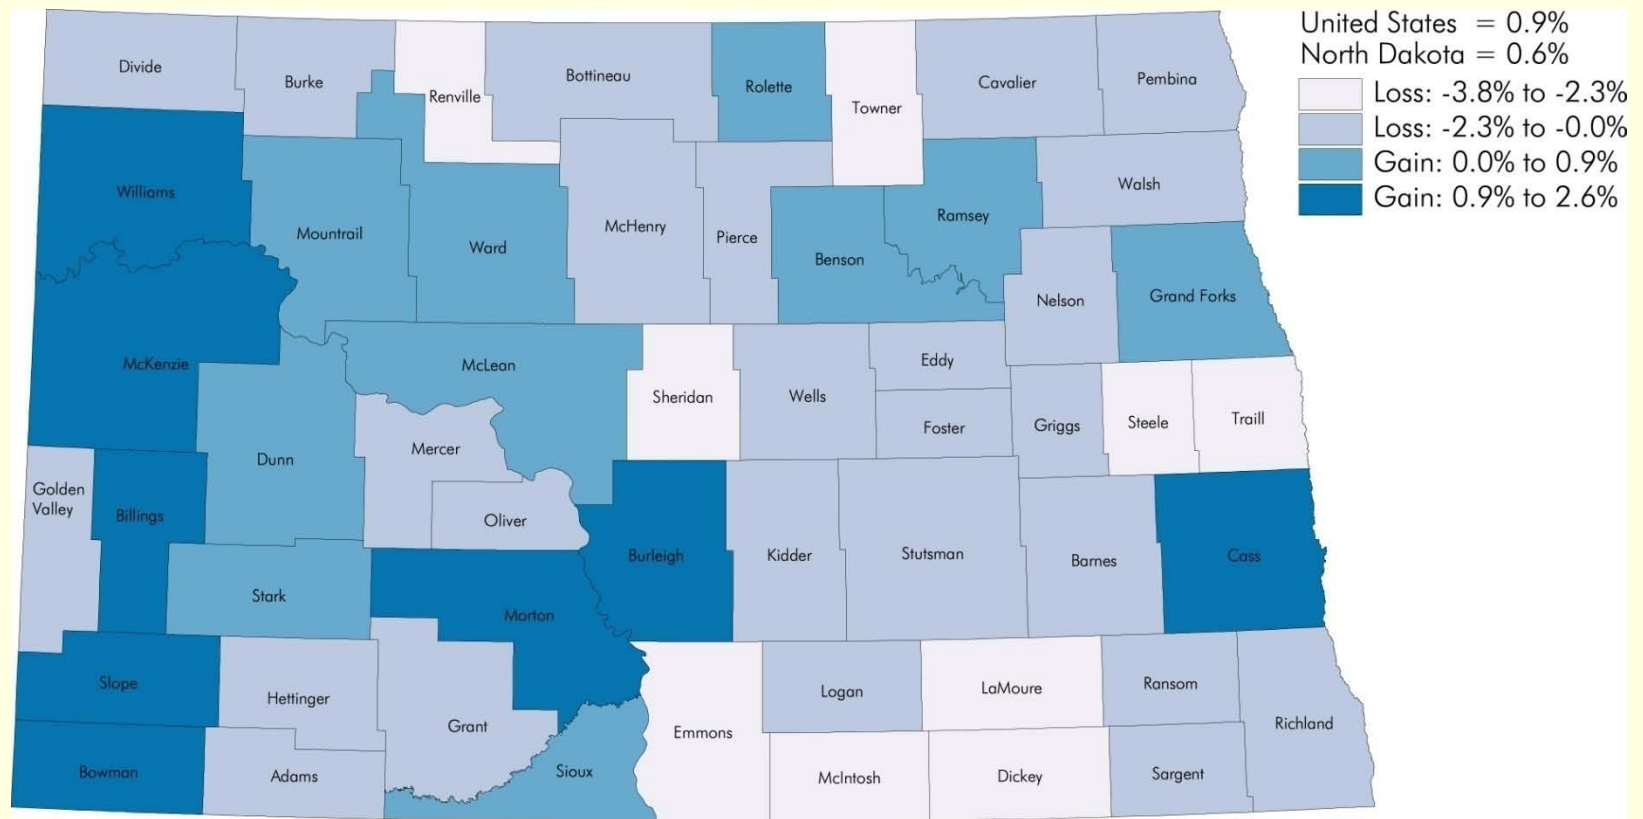 United States = 0.9%
North Dakota = 0.6%
Loss: -3.8% to -2.3%
Loss: -2.3% to -0.0%
Gain: 0.0% to 0.9%
Gain: 0.9% to 2.6%
Divide
Burke
Renville
Bottineau
Rolette
Towner
Cavalier
Pembina
Williams
Mountrail
Ward
McHenry
Pierce
Benson
Ramsey
Walsh
Nelson
Grand Forks
McKenzie
McLean
Sheridan
Wells
Eddy
Foster
Griggs
Steele
Traill
Dunn
Mercer
Oliver
Golden
Valley
Billings
Stark
Morton
Burleigh
Kidder
Stutsman
Barnes
Cass
Slope
Hettinger
Grant
Emmons
Logan
LaMoure
Ransom
Richland
Bowman
Adams
Sioux
McIntosh
Dickey
Sargent